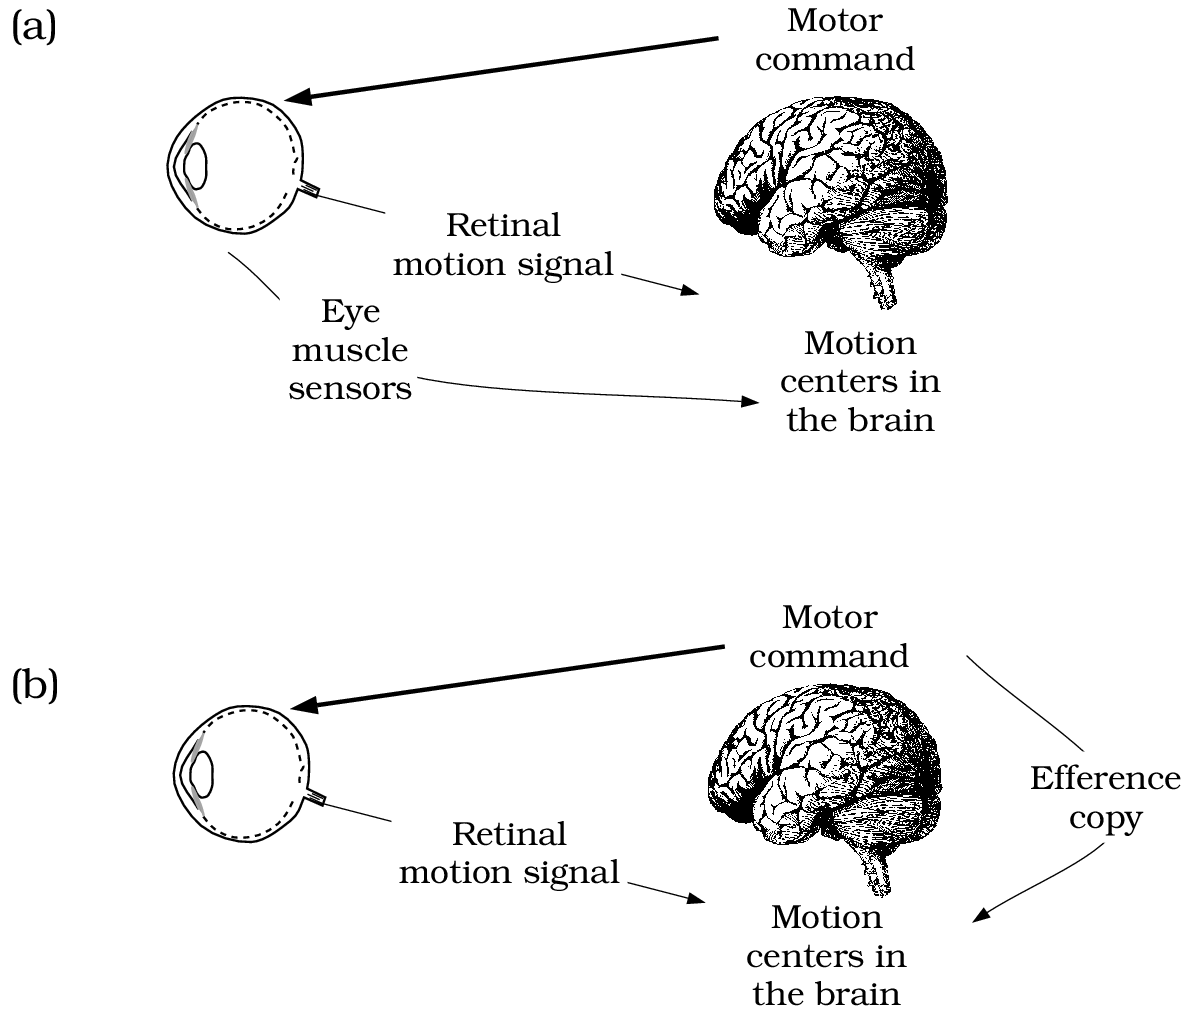 (a)
Motor
command
Retinal
motion signal
Eye
muscle
sensors
Motion
centers in
the brain
(b)
Motor
command
Efference
copy
Retinal
motion signal
Motion
centers in
the brain